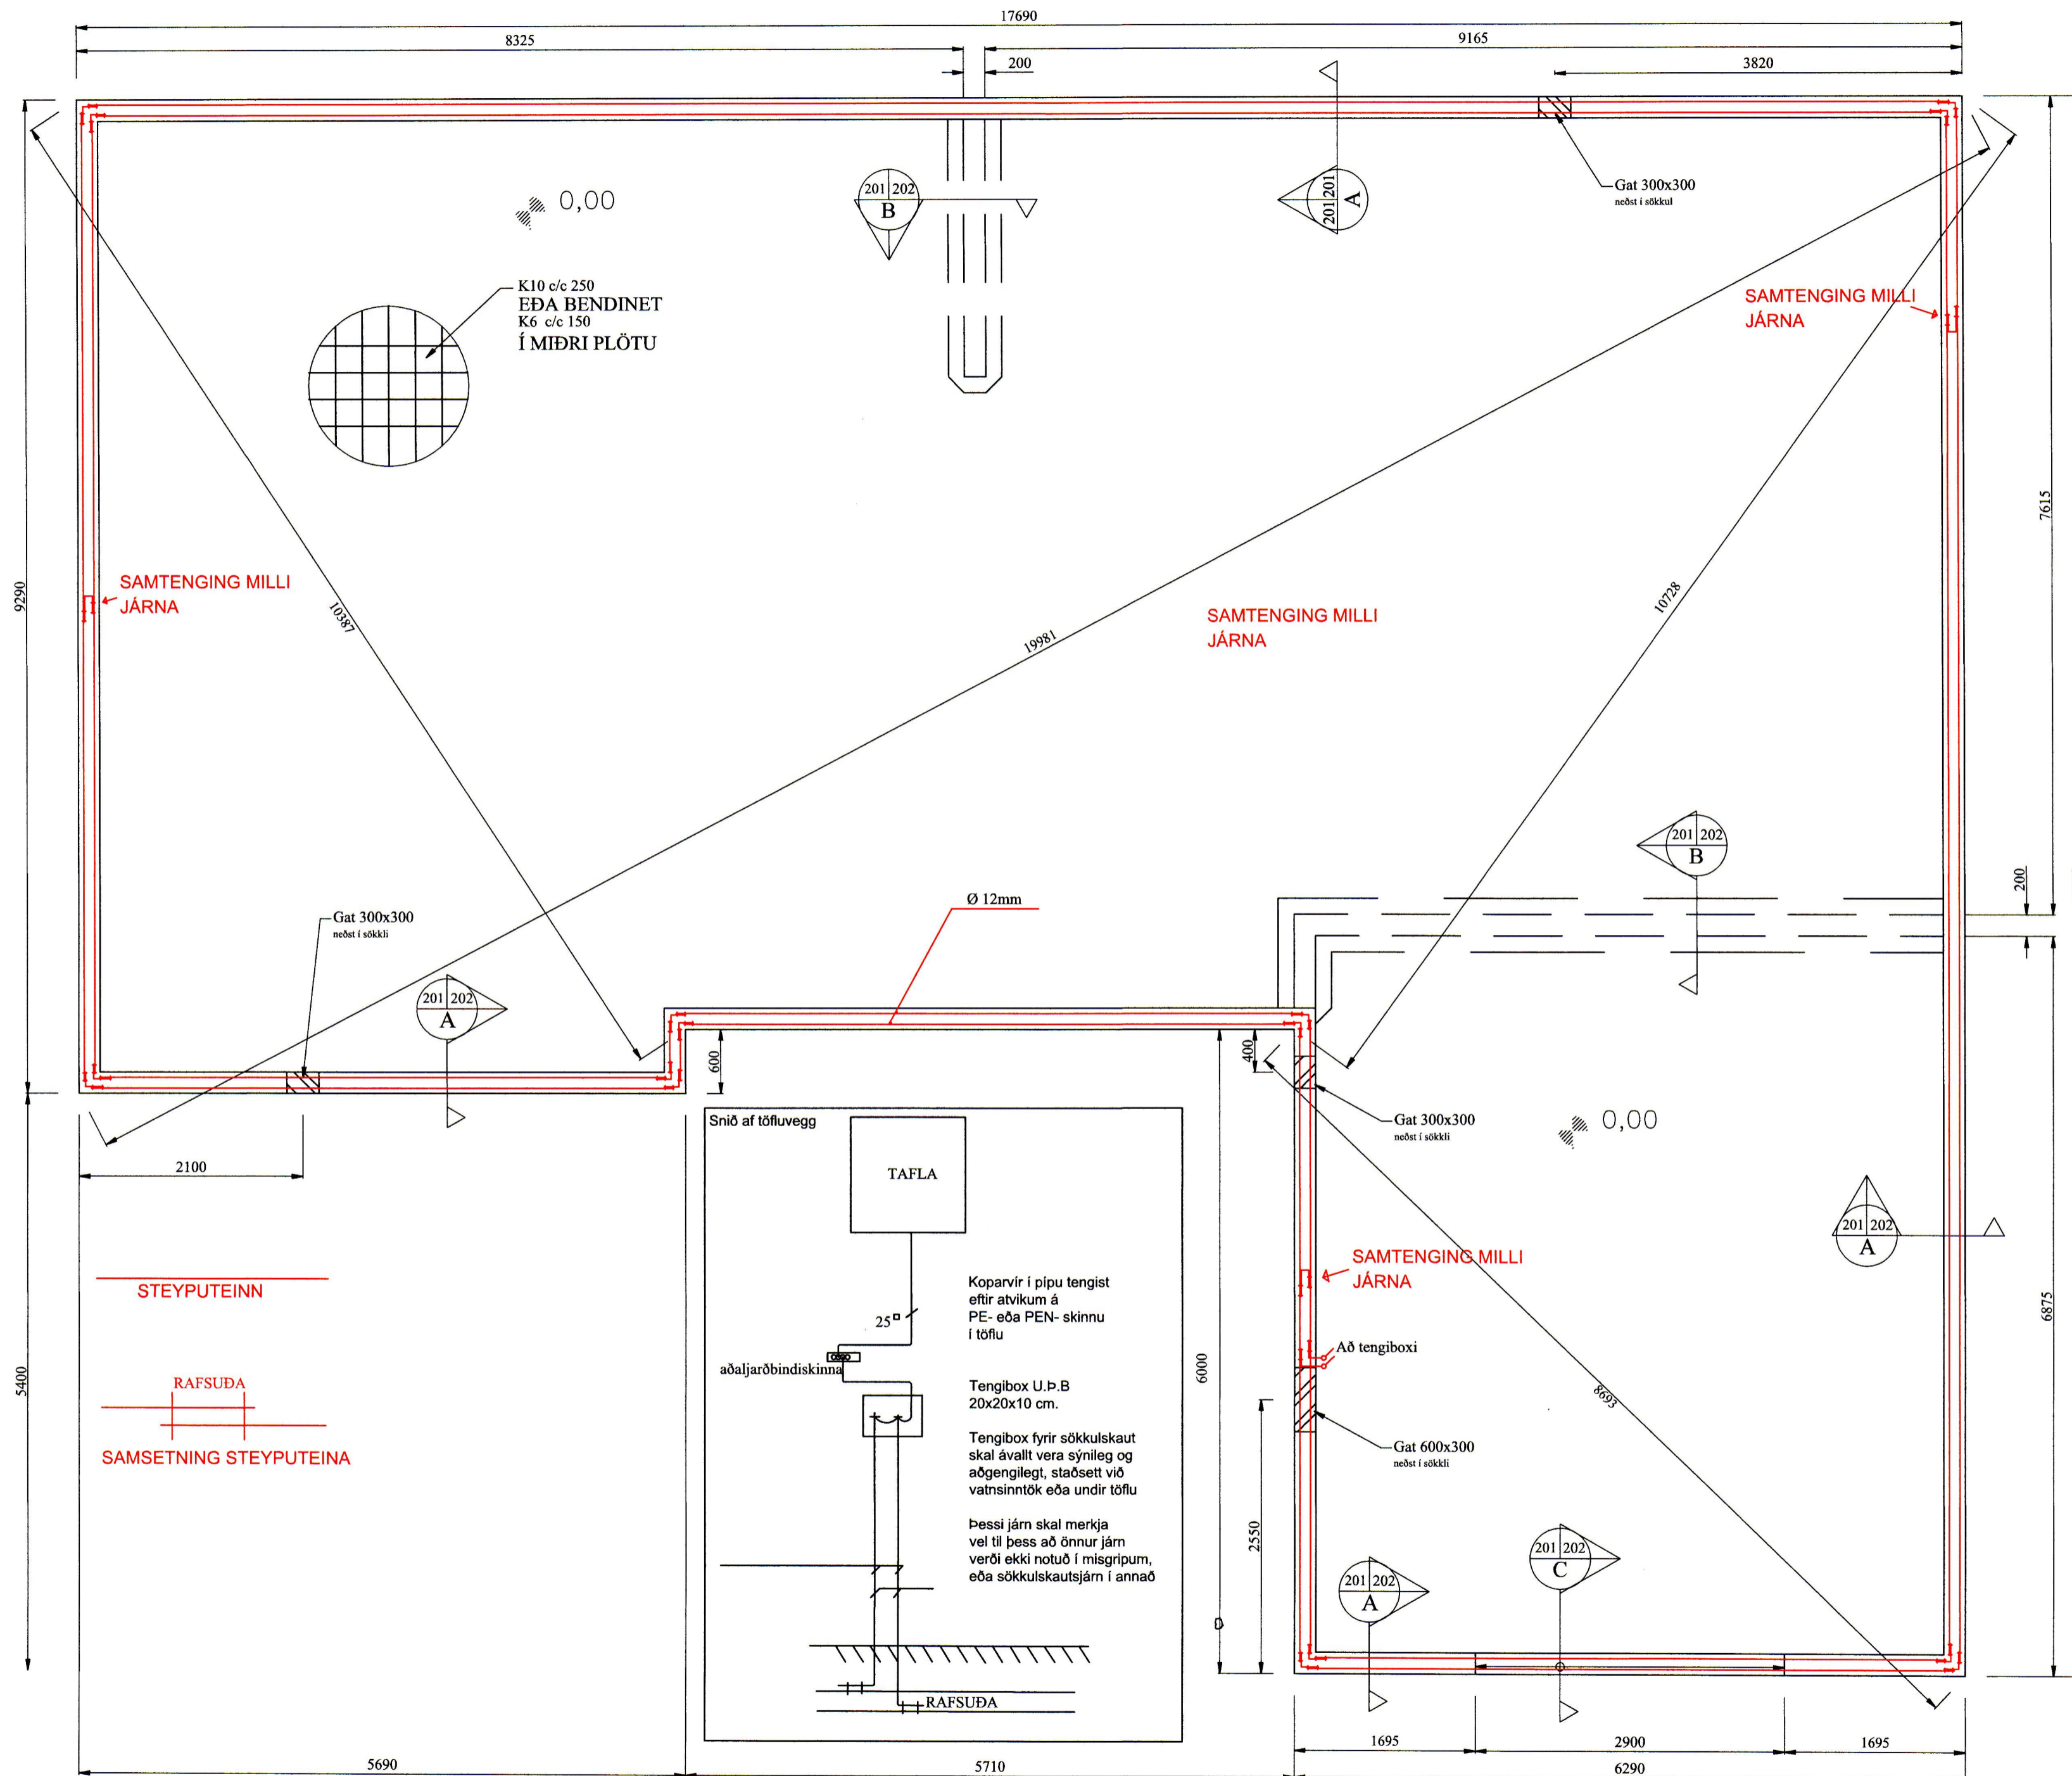 17690
8325
9165
200
3820
201 202
B
201 201
A
0,00
Gat 300x300
neðst í sökkul
K10 c/c 250
EÐA BENDINET
K6 c/c 150
Í MIÐRI PLÖTU
SAMTENGING MILLI
JÁRNA
7615
9290
SAMTENGING MILLI
JÁRNA
10387
19981
SAMTENGING MILLI
JÁRNA
10728
201 202
B
200
Ø 12mm
Gat 300x300
neðst í sökkli
201 202
A
600
400
Gat 300x300
neðst í sökkli
0,00
2100
Snið af töfluvegg
TAFLA
201 202
A
STEYPUTEINN
25
aðaljarðbindiskinna
Koparvír í pípu tengist
eftir atvikum á
PE- eða PEN- skinnu
í töflu
Tengibox U.Þ.B
20x20x10 cm.
Tengibox fyrir sökkulskaut
skal ávallt vera sýnileg og
aðgengilegt, staðsett við
vatnsinntök eða undir töflu
Þessi járn skal merkja
vel til þess að önnur járn
verði ekki notuð í misgripum,
eða sökkulskautsjárn í annað
RAFSUÐA
SAMTENGING MILLI
JÁRNA
Að tengiboxi
6875
5400
6000
RAFSUÐA
SAMSETNING STEYPUTEINA
8693
Gat 600x300
neðst í sökkli
2550
201 202
C
201 202
A
1695
2900
1695
5690
5710
6290